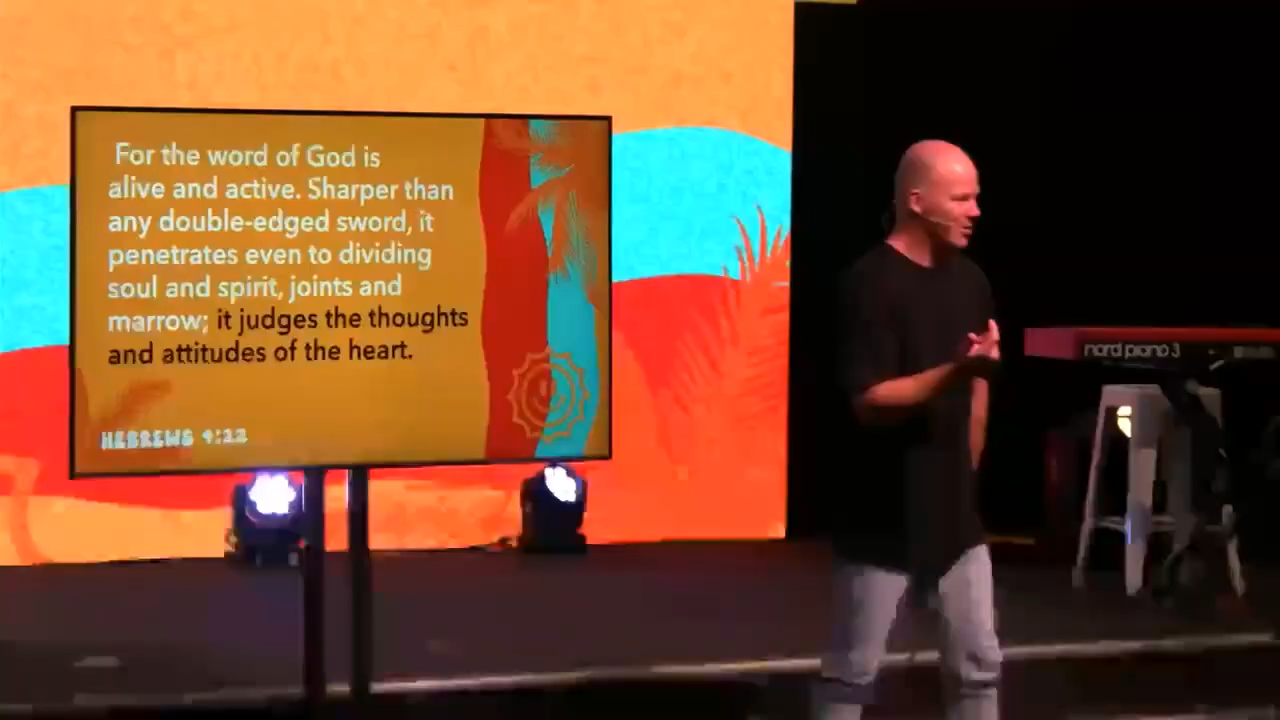 For the word of God is
alive and active. Sharper than
any double-edged sword, it
penetrates even to dividing
soul and spirit, joints and
marrow; it judges the thoughts
and attitudes of the heart.
HEBREWS 4:12
nord piano 3